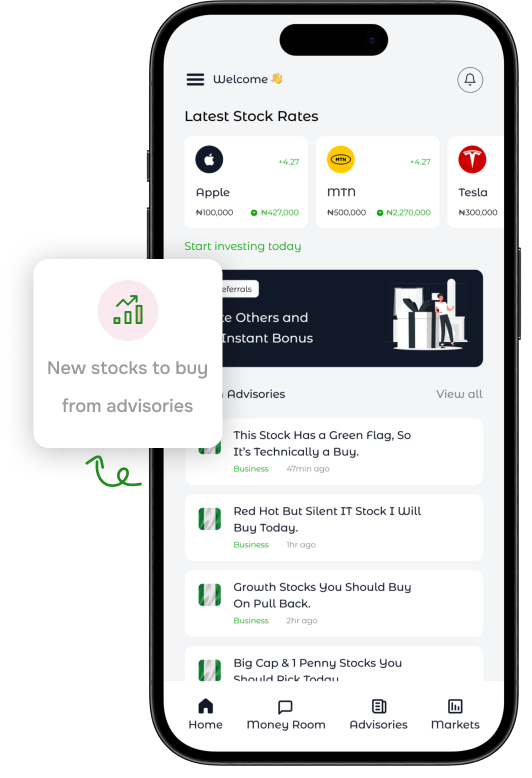 Welcome 👋
Latest Stock Rates
+4.27
MTN
+4.27
Apple
MTN
Tesla
₦100,000
₦427,000
₦500,000
₦2,270,000
₦300,000
Start investing today
New stocks to buy
from advisories
eferrals
e Others and
Instant Bonus
Advisories
View all
This Stock Has a Green Flag, So
It's Technically a Buy.
Business 47min ago
Red Hot But Silent IT Stock I Will
Buy Today.
Business 1hr ago
Growth Stocks You Should Buy
On Pull Back.
Business 2hr ago
Big Cap & 1 Penny Stocks You
Should Pick Today
Home
Money Room
Advisories
Markets